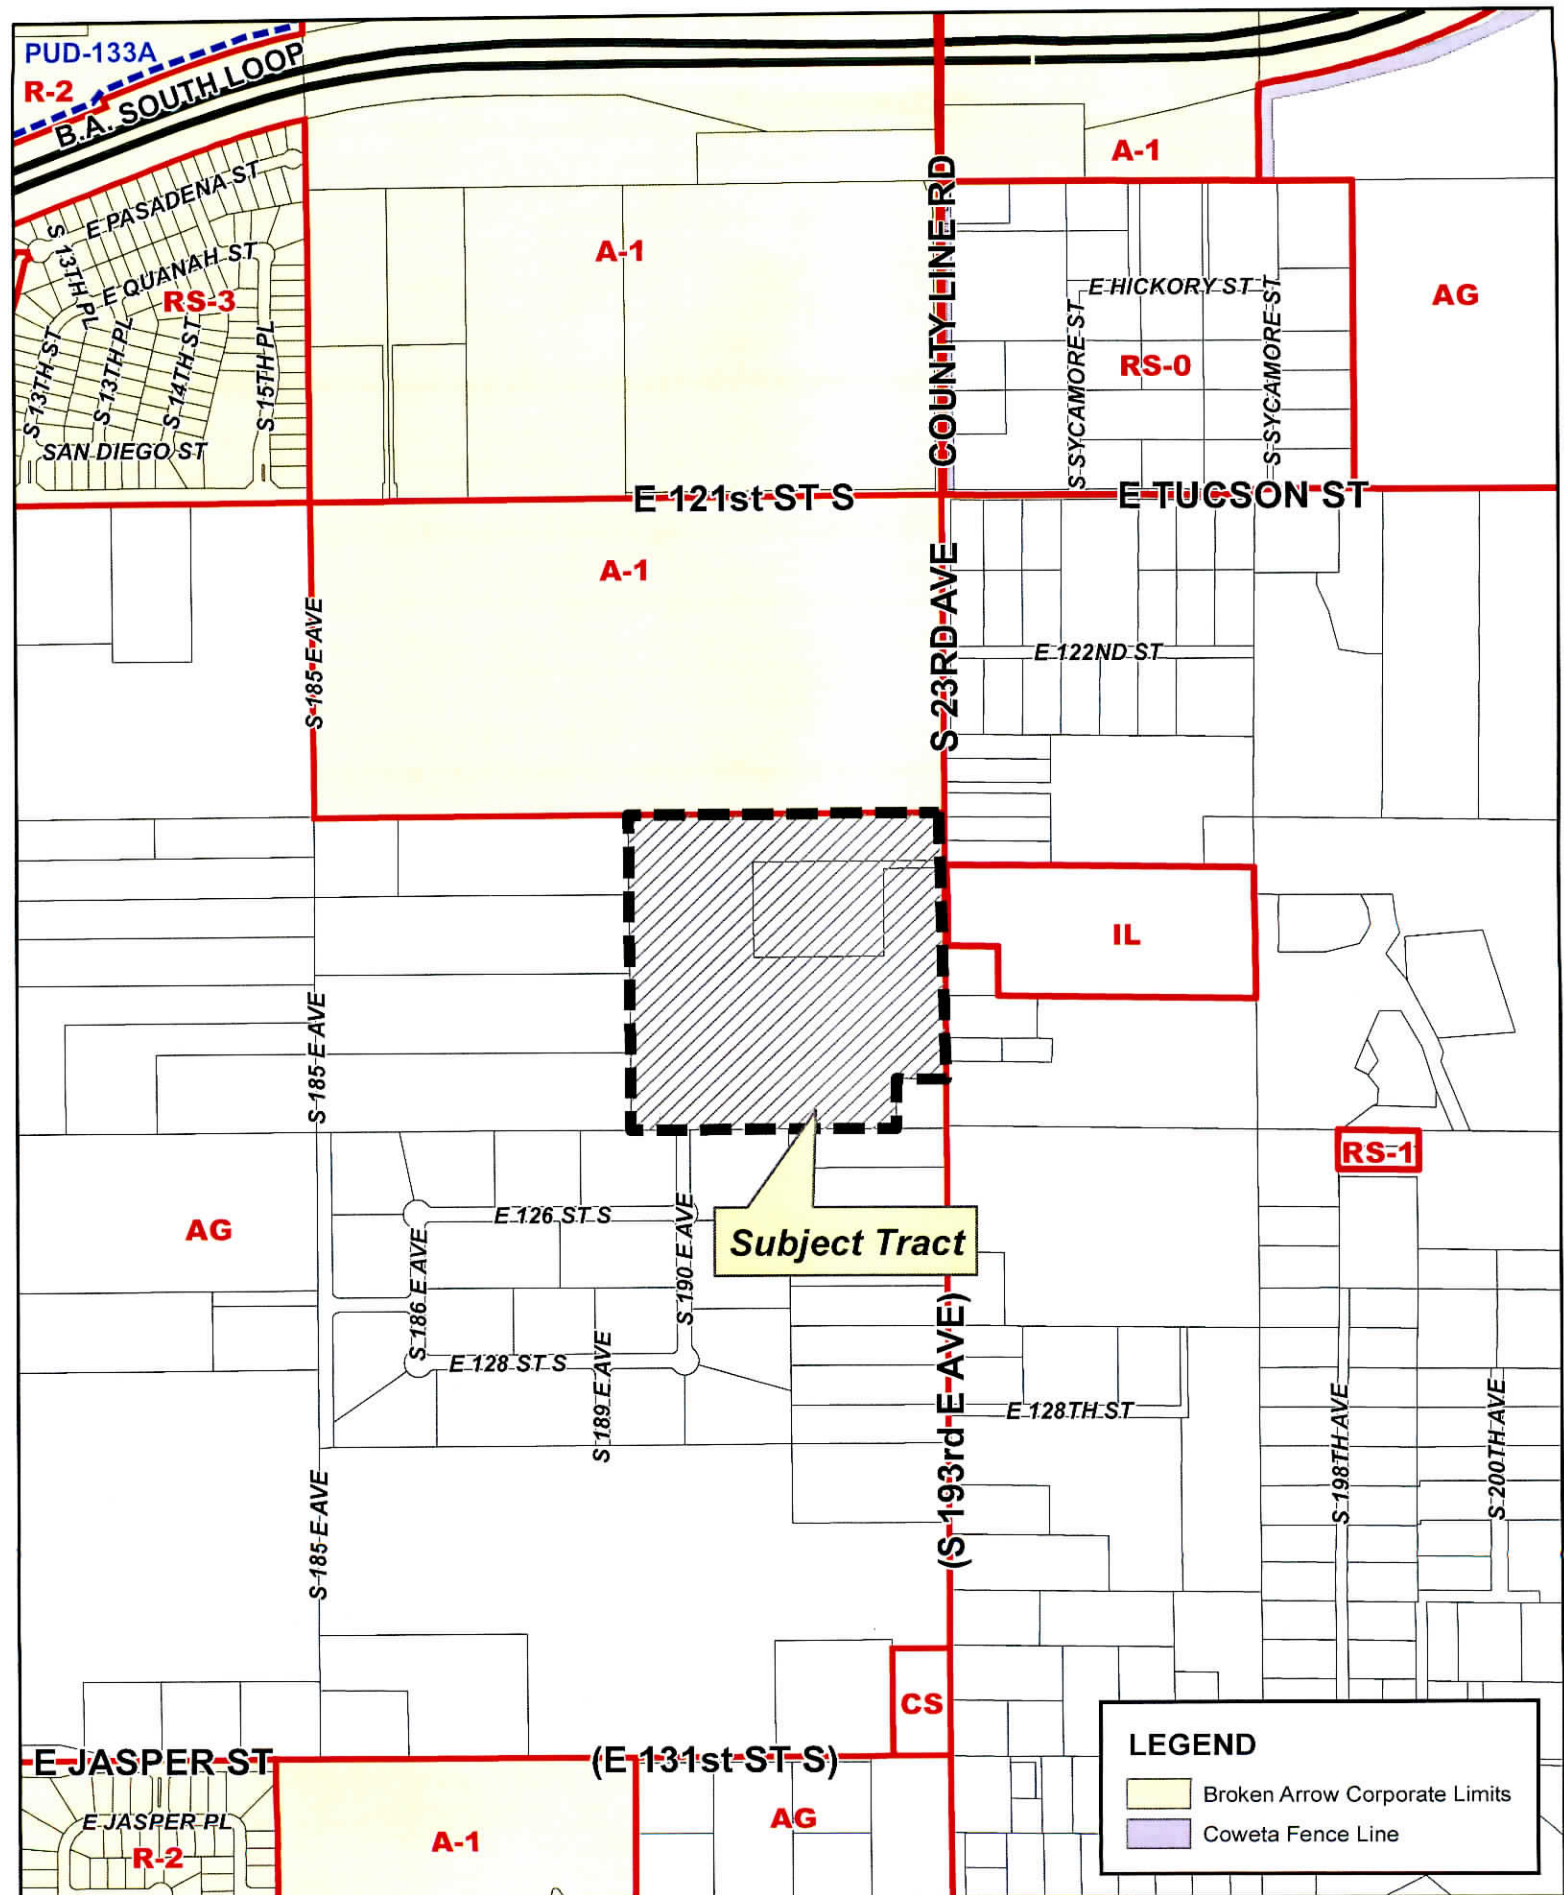 PUD-133A
R-2
B.A. SOUTH LOOP
A-1
E PASADENA ST
S 13TH PL
E QUANAH ST
RS-3
S 13TH ST
S 13TH PL
S 14TH ST
S 15TH PL
SAN DIEGO ST
A-1
COUNTY LINE RD
E HICKORY ST
S SYCAMORE ST
RS-0
S SYCAMORE ST
AG
E 121st ST S
E TUCSON ST
A-1
S 185 E AVE
S 23RD AVE
E 122ND ST
IL
S 185 E AVE
RS-1
AG
E 126 ST S
S 186 E AVE
S 190 E AVE
Subject Tract
E 128 ST S
S 189 E AVE
(S 193rd E AVE)
E 128TH ST
S 198TH AVE
S 200TH AVE
S 185 E AVE
CS
E JASPER ST
(E 131st ST S)
E JASPER PL
R-2
A-1
AG
LEGEND
Broken Arrow Corporate Limits
Coweta Fence Line